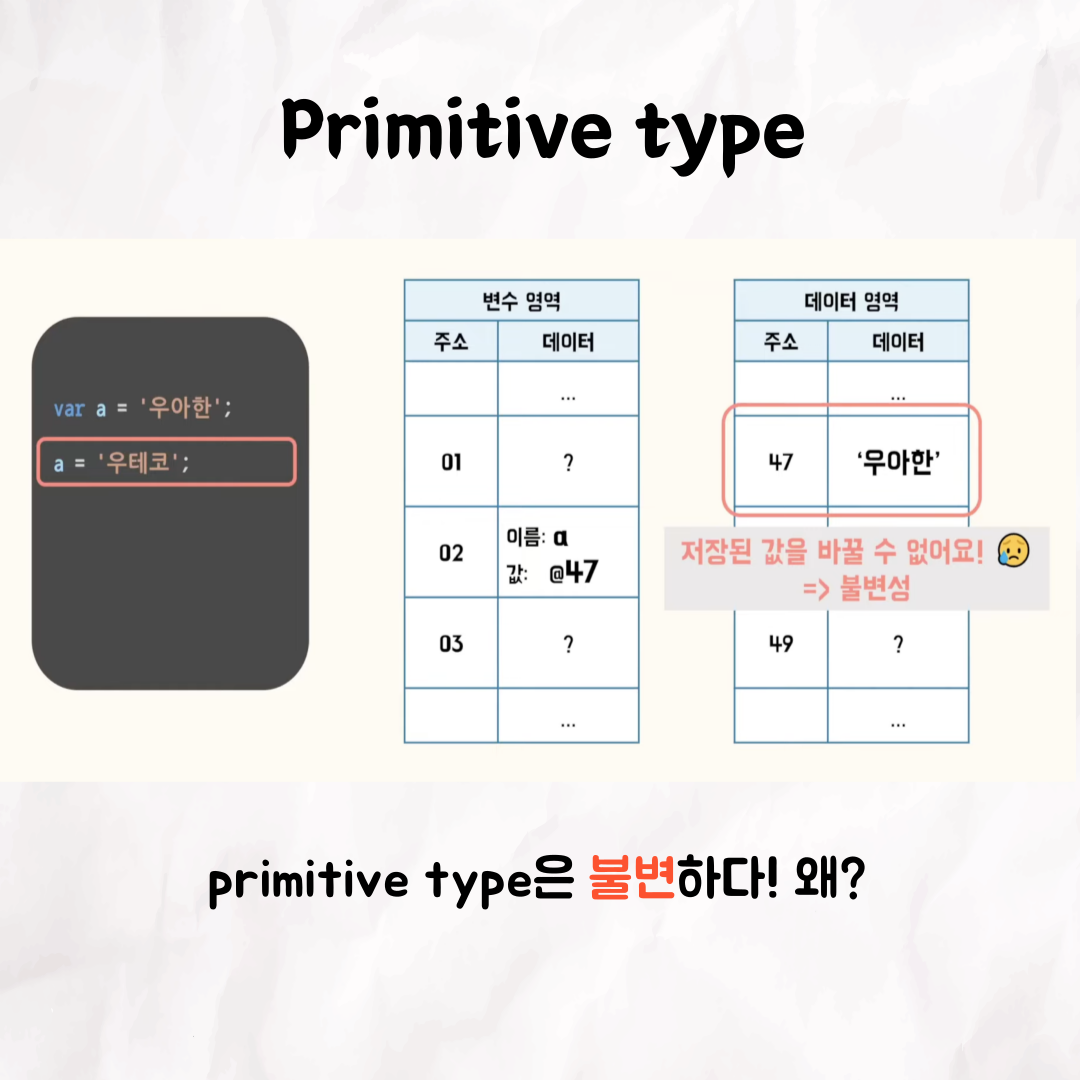 Primitive type
var a = '우아한';
a = '우테코';
변수 영역
주소 데이터
...
01 ?
02 이름: a
값: @47
03 ?
...
데이터 영역
주소 데이터
...
47 ‘우아한’
저장된 값을 바꿀 수 없어요! 😥
=> 불변성
49 ?
...
primitive type은 불변하다! 왜?